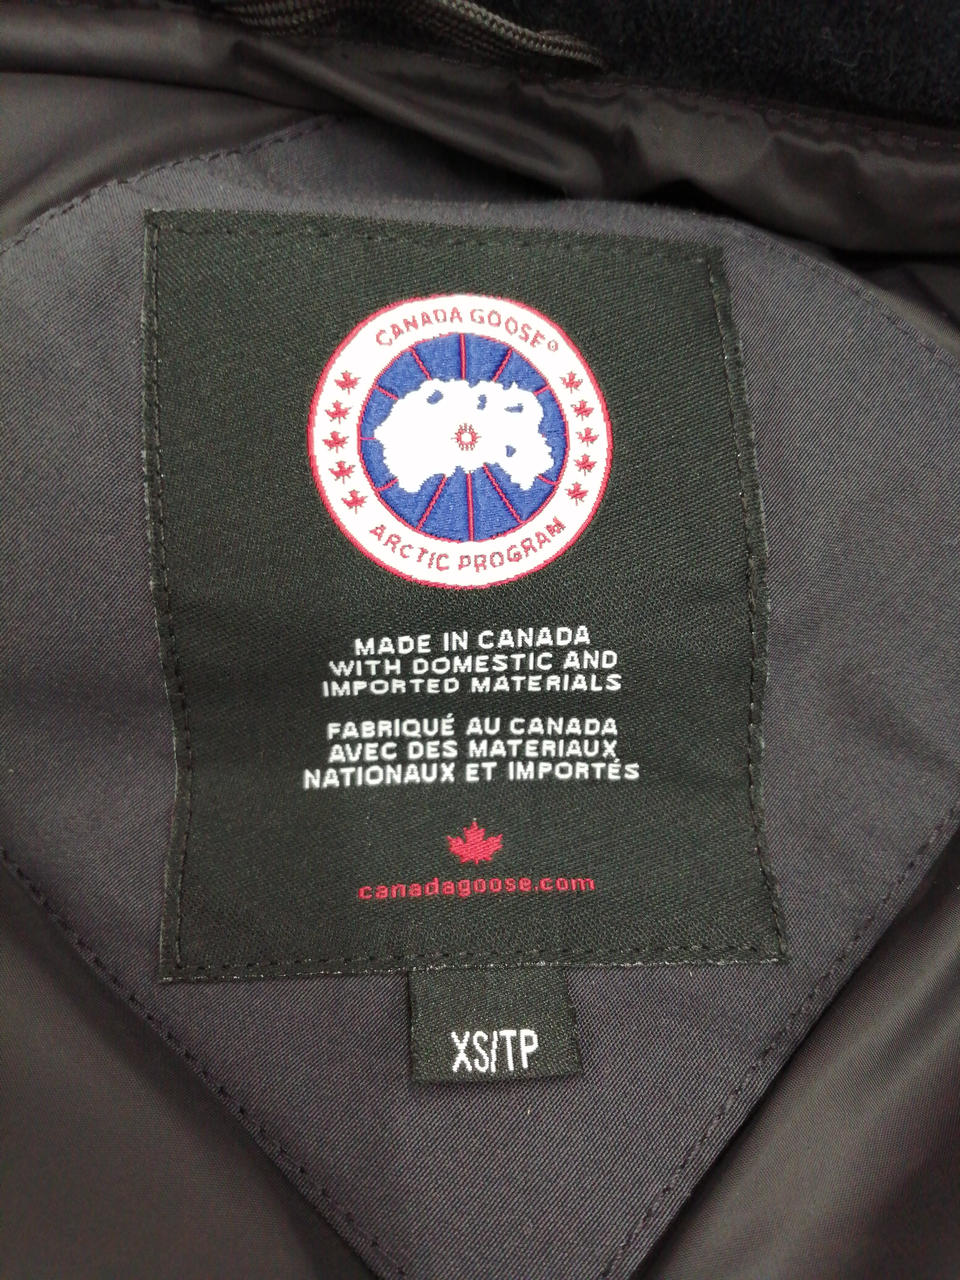 CANADA GOOSE®
ARCTIC PROGRAM
MADE IN CANADA
WITH DOMESTIC AND
IMPORTED MATERIALS
FABRIQUÉ AU CANADA
AVEC DES MATERIAUX
NATIONAUX ET IMPORTÉS
canadagoose.com
XS/TP